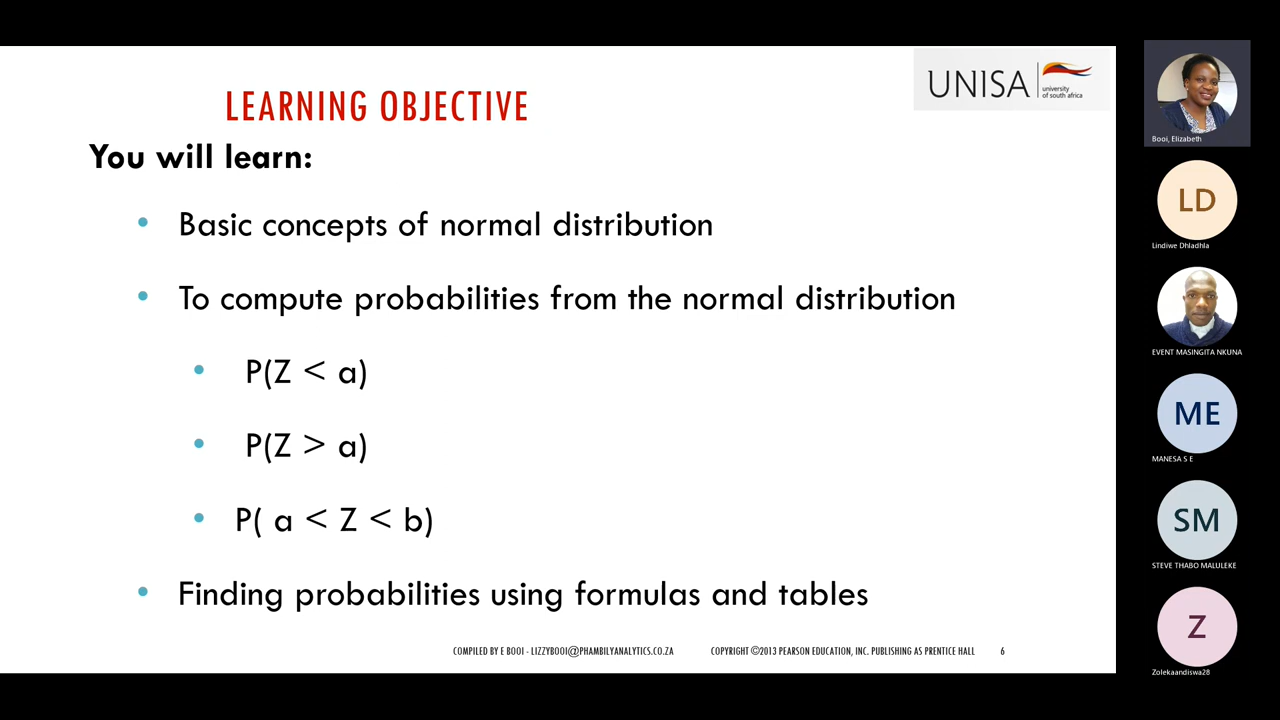 LEARNING OBJECTIVE
UNISA
university
of south africa
You will learn:
• Basic concepts of normal distribution
• To compute probabilities from the normal distribution
• P(Z < a)
• P(Z > a)
• P( a < Z < b)
• Finding probabilities using formulas and tables
COMPILED BY E BOOI - LIZZYBOOI@PHAMBILYANALYTICS.CO.ZA
COPYRIGHT ©2013 PEARSON EDUCATION, INC. PUBLISHING AS PRENTICE HALL
6
Booi, Elizabeth
LD
Lindiwe Dhladhla
EVENT MASINGITA NKUNA
ME
MANESA S E
SM
STEVE THABO MALULEKE
Z
Zolekaandiswa28